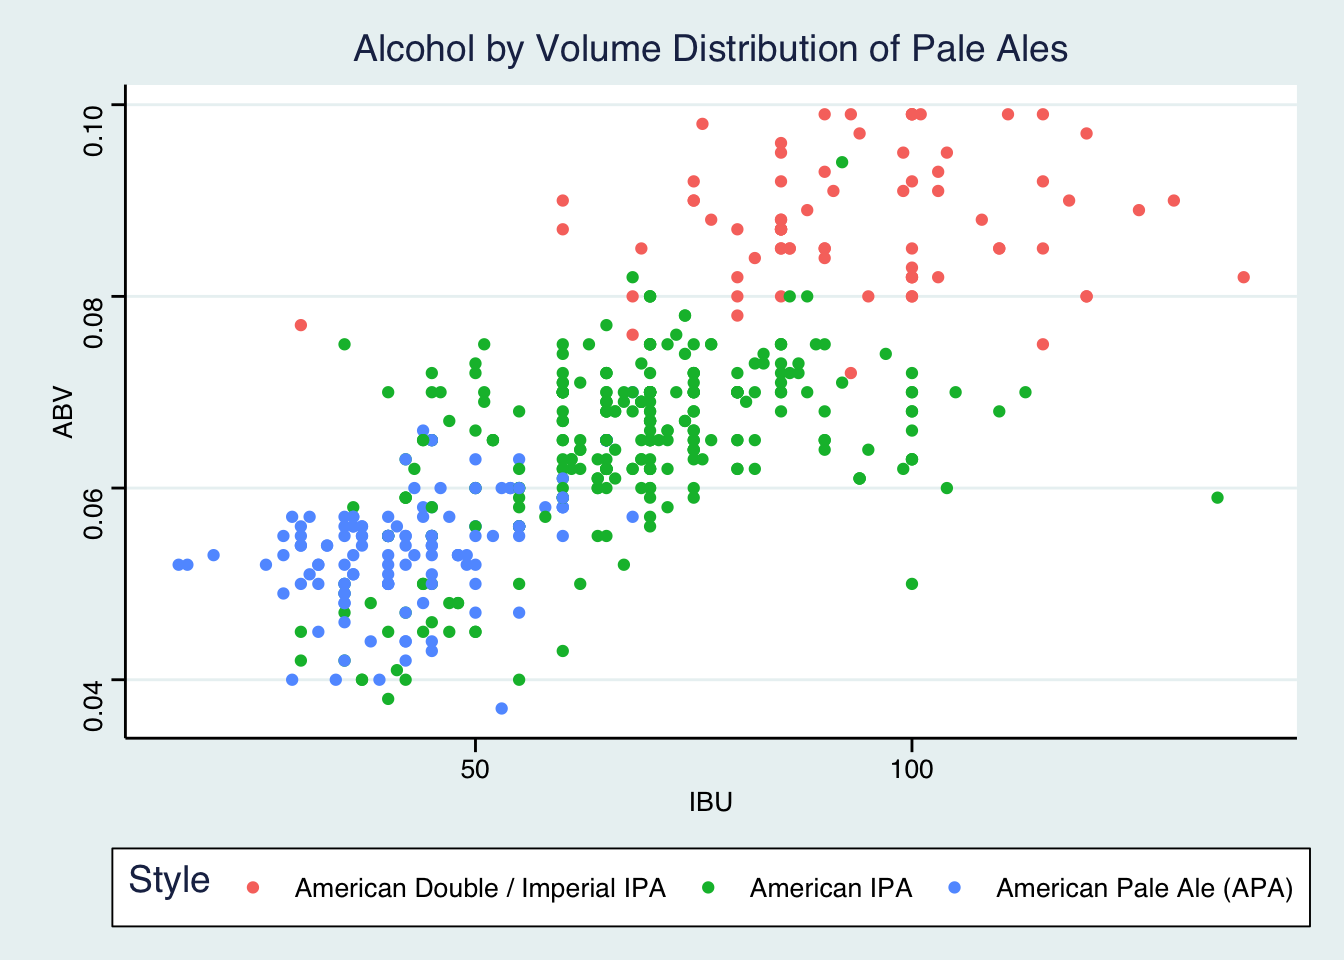 Alcohol by Volume Distribution of Pale Ales
0.10
0.08
0.06
0.04
ABV
50
100
IBU
Style
American Double / Imperial IPA
American IPA
American Pale Ale (APA)